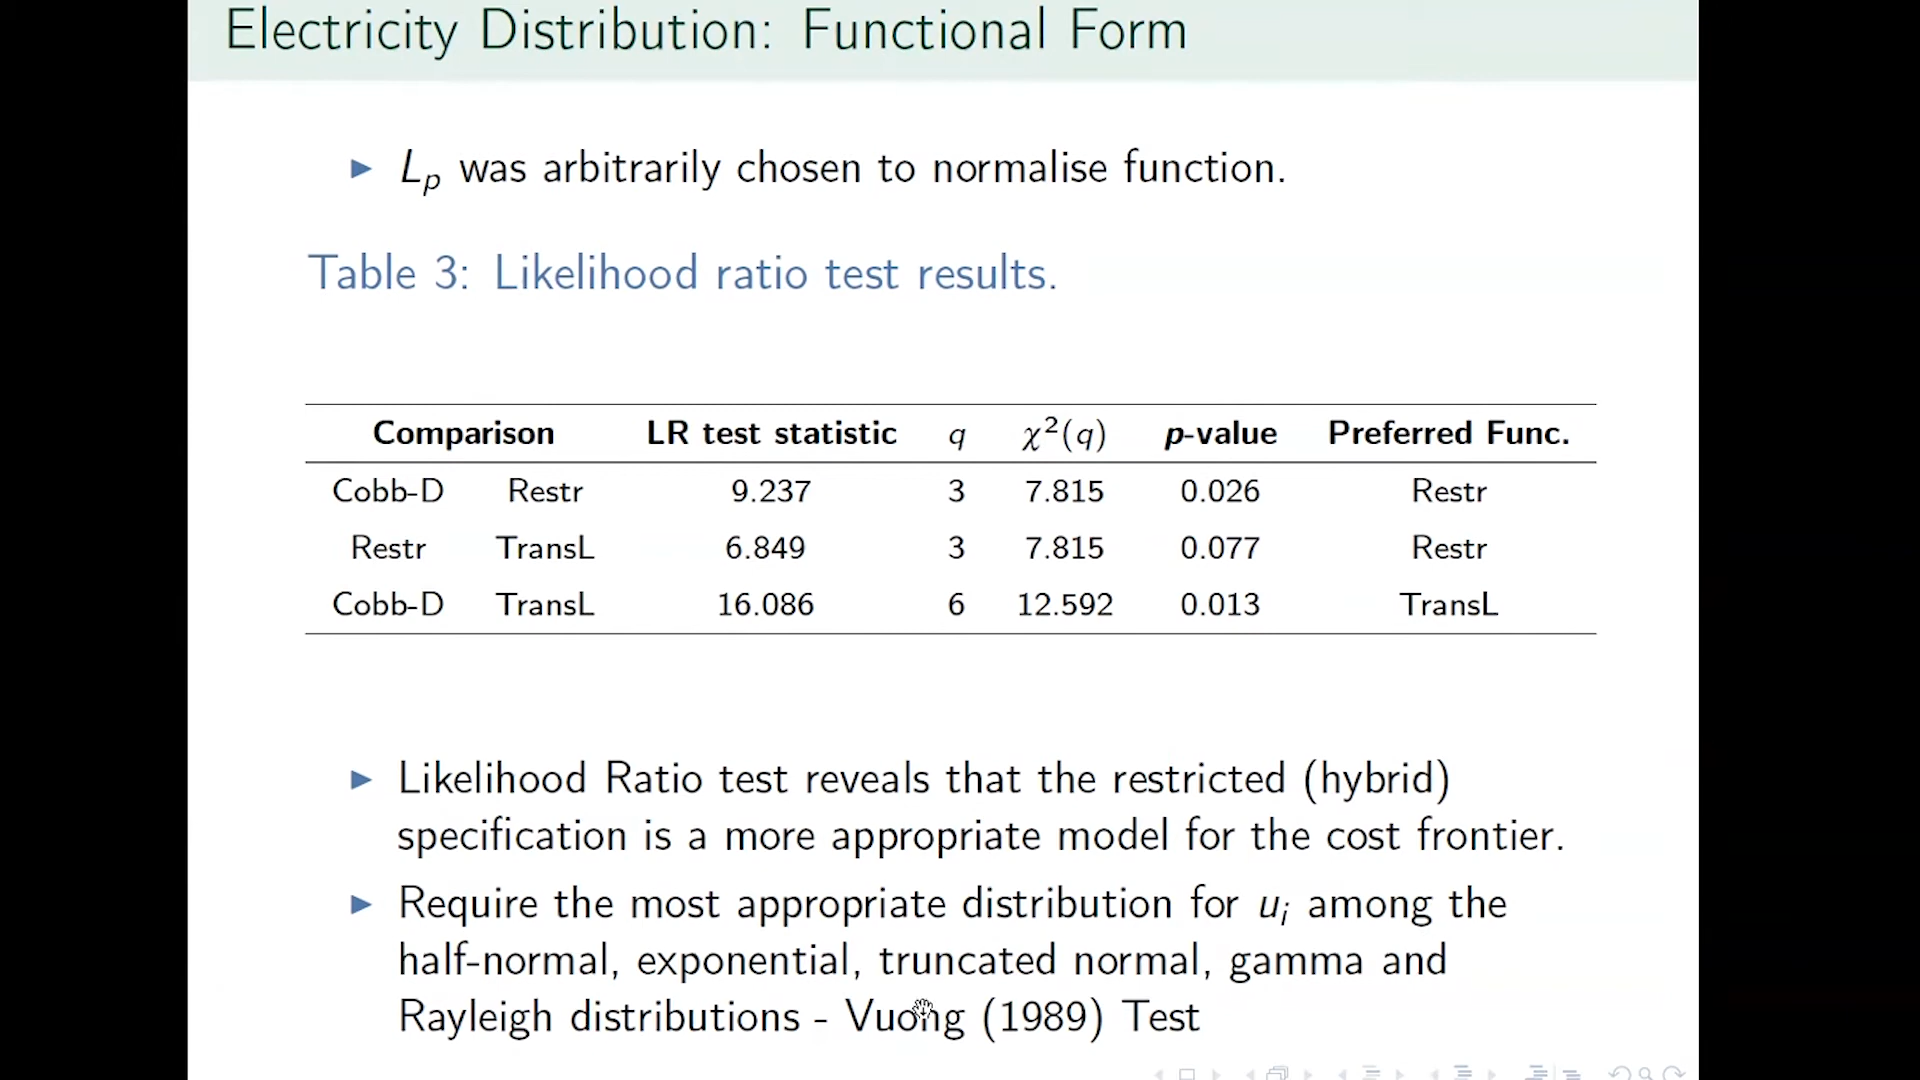 Electricity Distribution: Functional Form
▶ Lₚ was arbitrarily chosen to normalise function.
Table 3: Likelihood ratio test results.
Comparison LR test statistic q χ²(q) p-value Preferred Func.
Cobb-D Restr 9.237 3 7.815 0.026 Restr
Restr TransL 6.849 3 7.815 0.077 Restr
Cobb-D TransL 16.086 6 12.592 0.013 TransL
▶ Likelihood Ratio test reveals that the restricted (hybrid)
specification is a more appropriate model for the cost frontier.
▶ Require the most appropriate distribution for uᵢ among the
half-normal, exponential, truncated normal, gamma and
Rayleigh distributions - Vuong (1989) Test